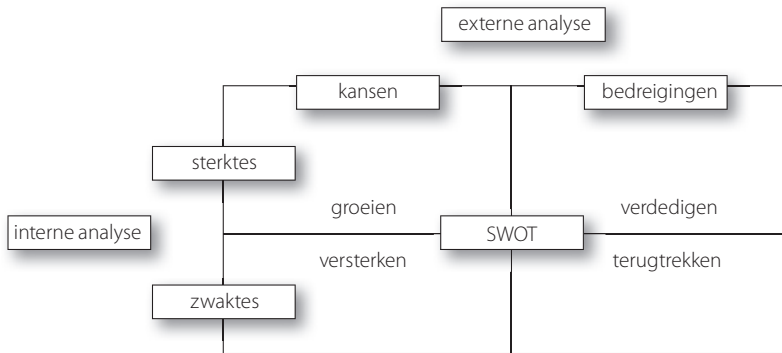 externe analyse
kansen
bedreigingen
sterktes
groeien
verdedigen
interne analyse
SWOT
versterken
terugtrekken
zwaktes